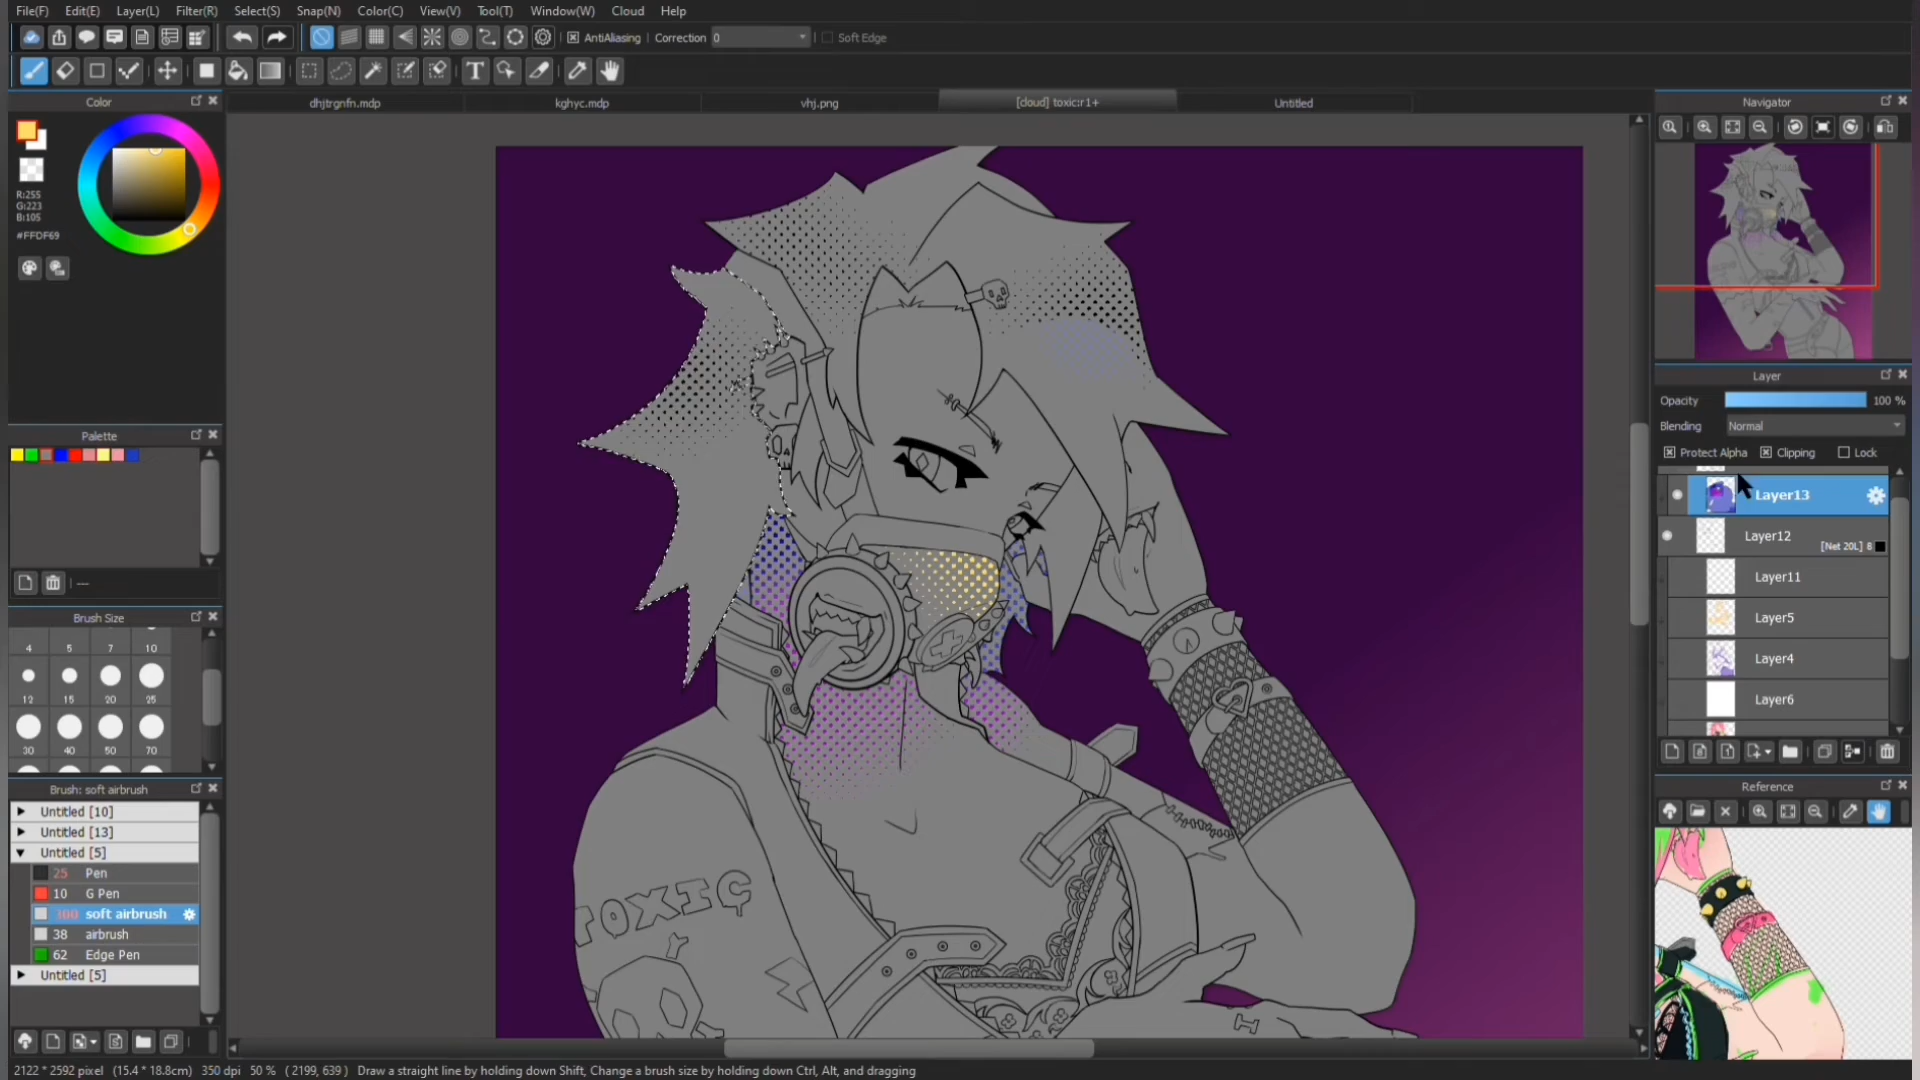 File(F) Edit(E) Layer(L) Filter(R) Select(S) Snap(N) Color(C) View(V) Tool(T) Window(W) Cloud Help
AntiAliasing Correction 0 Soft Edge
Color
dhjtrgnfn.mdp kghyc.mdp vhj.png [cloud] toxic:r1+ Untitled
Navigator
R:255
G:223
B:105
#FFDF69
Palette
---
Brush Size
4 5 7 10
12 15 20 25
30 40 50 70
Brush: soft airbrush
Untitled [10]
Untitled [13]
Untitled [5]
25 Pen
10 G Pen
300 soft airbrush
38 airbrush
62 Edge Pen
Untitled [5]
TOXIC
Layer
Opacity 100 %
Blending Normal
Protect Alpha Clipping Lock
Layer13
Layer12
[Net 20L] 8
Layer11
Layer5
Layer4
Layer6
Reference
2122 * 2592 pixel (15.4 * 18.8cm) 350 dpi 50 % ( 2199, 639 ) Draw a straight line by holding down Shift, Change a brush size by holding down Ctrl, Alt, and dragging